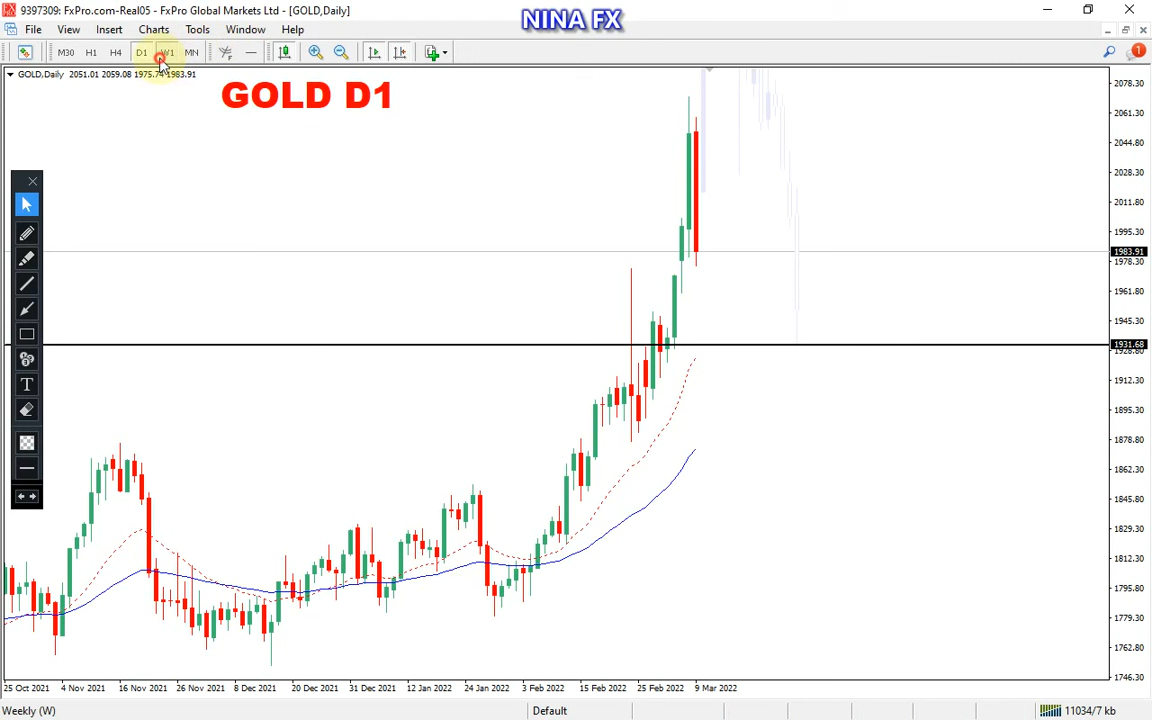 9397309: FxPro.com-Real05 - FxPro Global Markets Ltd - [GOLD,Daily]
NINA FX
File View Insert Charts Tools Window Help
M30 H1 H4 D1 W1 MN
1
GOLD,Daily 2051.01 2059.08 1975.74 1983.91
GOLD D1
2078.30
2061.30
2044.80
2028.30
2011.80
1995.30
1983.91
1978.30
1961.80
1945.30
1931.68
1928.80
1912.30
1895.30
1878.80
1862.30
1845.80
1829.30
1812.30
1795.80
1779.30
1762.80
1746.30
T
25 Oct 2021 4 Nov 2021 16 Nov 2021 26 Nov 2021 8 Dec 2021 20 Dec 2021 31 Dec 2021 12 Jan 2022 24 Jan 2022 3 Feb 2022 15 Feb 2022 25 Feb 2022 9 Mar 2022
Weekly (W) Default 11034/7 kb